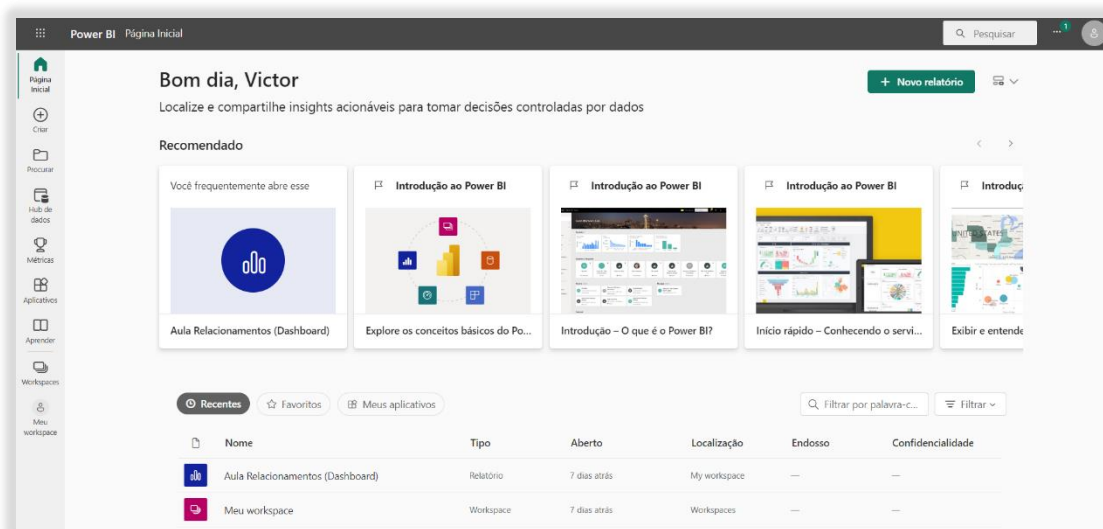 Power BI Página Inicial
Pesquisar
1
Página Inicial
Criar
Procurar
Hub de dados
Métricas
Aplicativos
Aprender
Workspaces
Meu workspace
Bom dia, Victor
+ Novo relatório
Localize e compartilhe insights acionáveis para tomar decisões controladas por dados
Recomendado
Você frequentemente abre esse
Aula Relacionamentos (Dashboard)
Introdução ao Power BI
Explore os conceitos básicos do Po...
Introdução ao Power BI
Introdução – O que é o Power BI?
Introdução ao Power BI
Início rápido – Conhecendo o servi...
Introduç
UNITED STATES
Exibir e entende
Recentes Favoritos Meus aplicativos
Filtrar por palavra-c... Filtrar
Nome Tipo Aberto Localização Endosso Confidencialidade
Aula Relacionamentos (Dashboard) Relatório 7 dias atrás My workspace — —
Meu workspace Workspace 7 dias atrás Workspaces — —